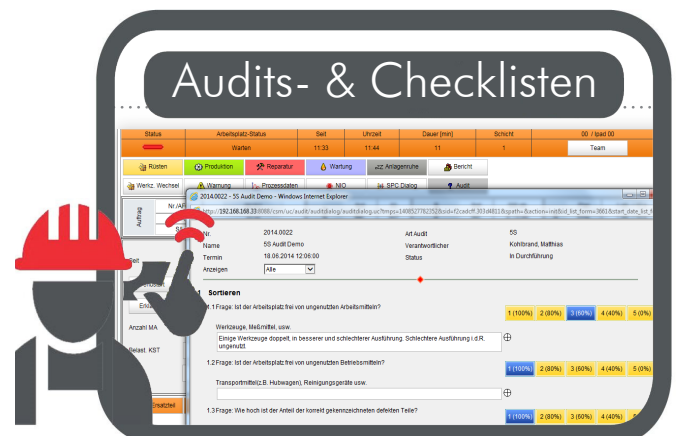 Audits- & Checklisten
Status Arbeitsplatz-Status Seit Uhrzeit Dauer [min] Schicht 00 / Ipad 00
Warten 11:33 11:44 11 1 Team
Rüsten Produktion Reparatur Wartung Anlagenruhe Bericht
Werkz. Wechsel Warnung Prozessdaten NIO SPC Dialog Audit
2014.0022 - 5S Audit Demo - Windows Internet Explorer
Auftrag
Nr./AF
Nr. 2014.0022 Art Audit 5S
Name 5S Audit Demo Verantwortlicher Kohlbrand, Matthias
Termin 18.06.2014 12:06:00 Status In Durchführung
Seit
Anzeigen Alle
1 Sortieren
1.1 Frage: Ist der Arbeitsplatz frei von ungenutzten Arbeitsmitteln?
1 (100%) 2 (80%) 3 (60%) 4 (40%) 5 (0%)
Anzahl MA
Werkzeuge, Meßmittel, usw.
Einige Werkzeuge doppelt, in besserer und schlechterer Ausführung. Schlechtere Ausführung i.d.R.
ungenutzt.
Belast. KST
1.2 Frage: Ist der Arbeitsplatz frei von ungenutzten Betriebsmitteln?
1 (100%) 2 (80%) 3 (60%) 4 (40%) 5 (0%)
Transportmittel(z.B. Hubwagen), Reinigungsgeräte usw.
Ersatzteil
1.3 Frage: Wie hoch ist der Anteil der korrekt gekennzeichneten defekten Teile?
1 (100%) 2 (80%) 3 (60%) 4 (40%) 5 (0%)